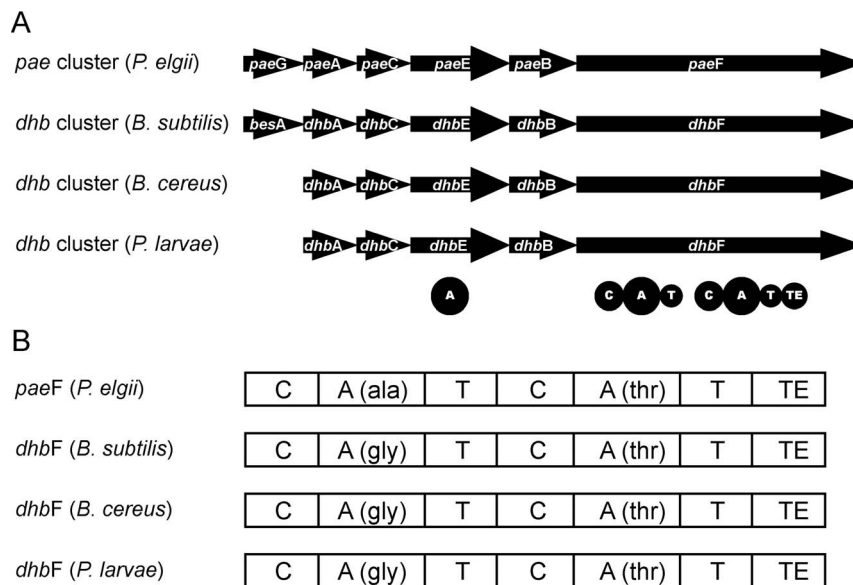 A
pae cluster (P. elgii) paeG paeA paeC paeE paeB paeF
dhb cluster (B. subtilis) besA dhbA dhbC dhbE dhbB dhbF
dhb cluster (B. cereus) dhbA dhbC dhbE dhbB dhbF
dhb cluster (P. larvae) dhbA dhbC dhbE dhbB dhbF
A C A T C A T TE
B
paeF (P. elgii) C A (ala) T C A (thr) T TE
dhbF (B. subtilis) C A (gly) T C A (thr) T TE
dhbF (B. cereus) C A (gly) T C A (thr) T TE
dhbF (P. larvae) C A (gly) T C A (thr) T TE